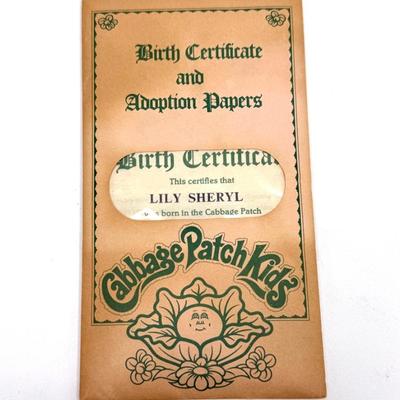 Birth Certificate
and
Adoption Papers
Birth Certificat
This certifies that
LILY SHERYL
born in the Cabbage Patch
Cabbage Patch Kids